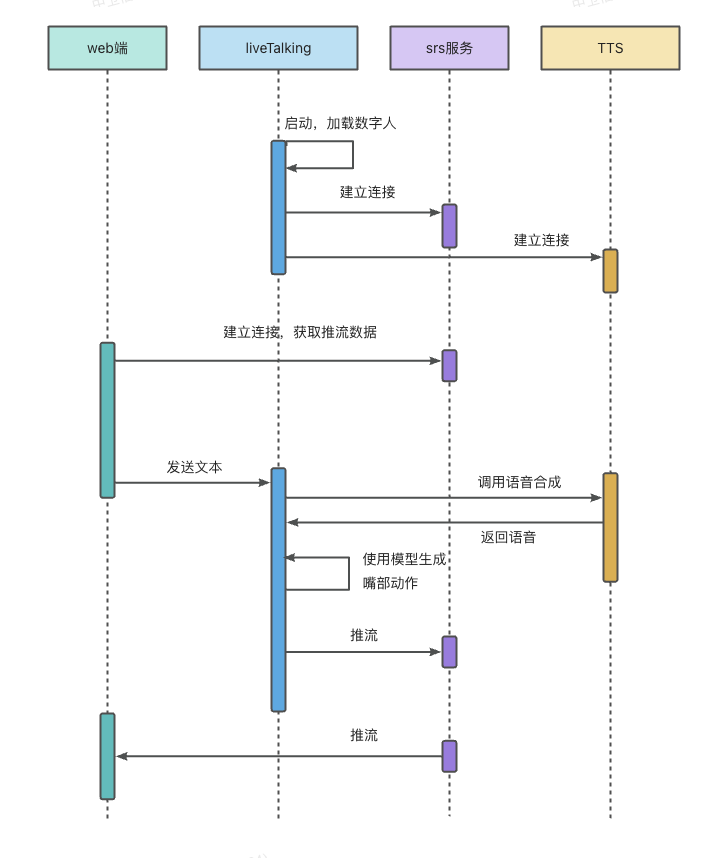 web端
liveTalking
srs服务
TTS
启动，加载数字人
建立连接
建立连接
建立连接，获取推流数据
发送文本
调用语音合成
返回语音
使用模型生成
嘴部动作
推流
推流